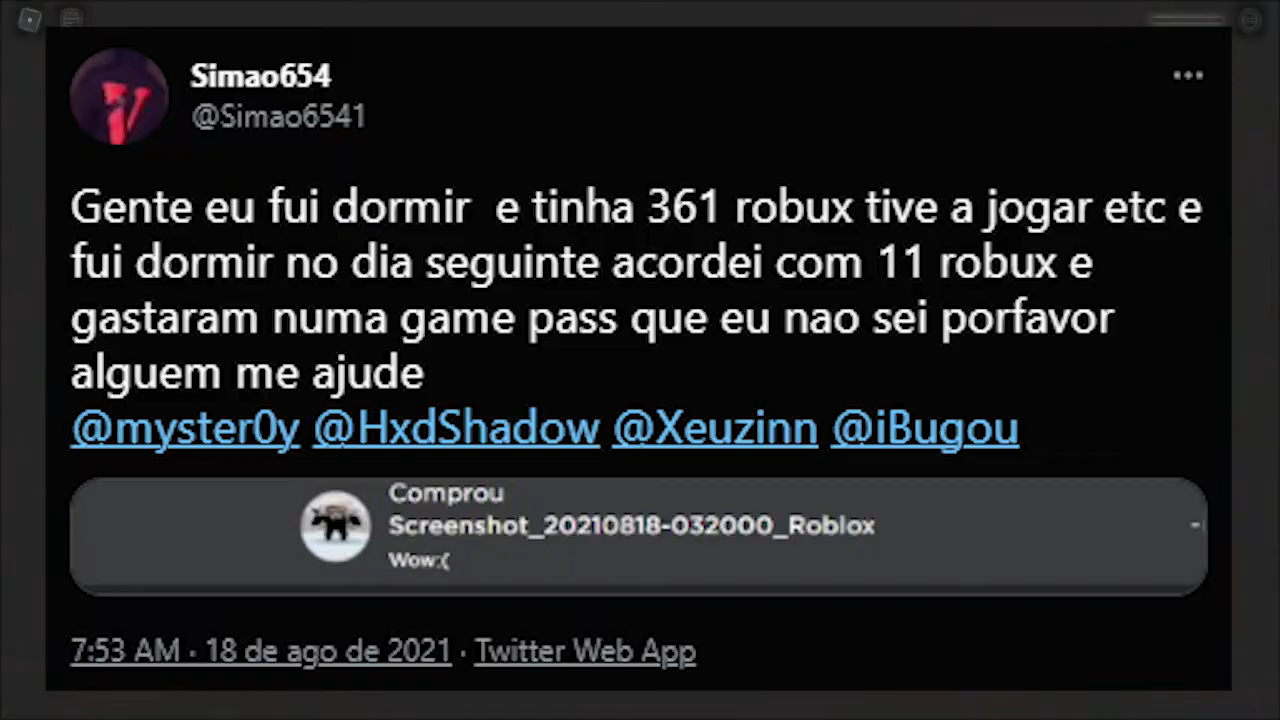 Simao654
@Simao6541
Gente eu fui dormir  e tinha 361 robux tive a jogar etc e
fui dormir no dia seguinte acordei com 11 robux e
gastaram numa game pass que eu nao sei porfavor
alguem me ajude
@myster0y @HxdShadow @Xeuzinn @iBugou
Comprou
Screenshot_20210818-032000_Roblox
Wow:(
7:53 AM · 18 de ago de 2021 · Twitter Web App